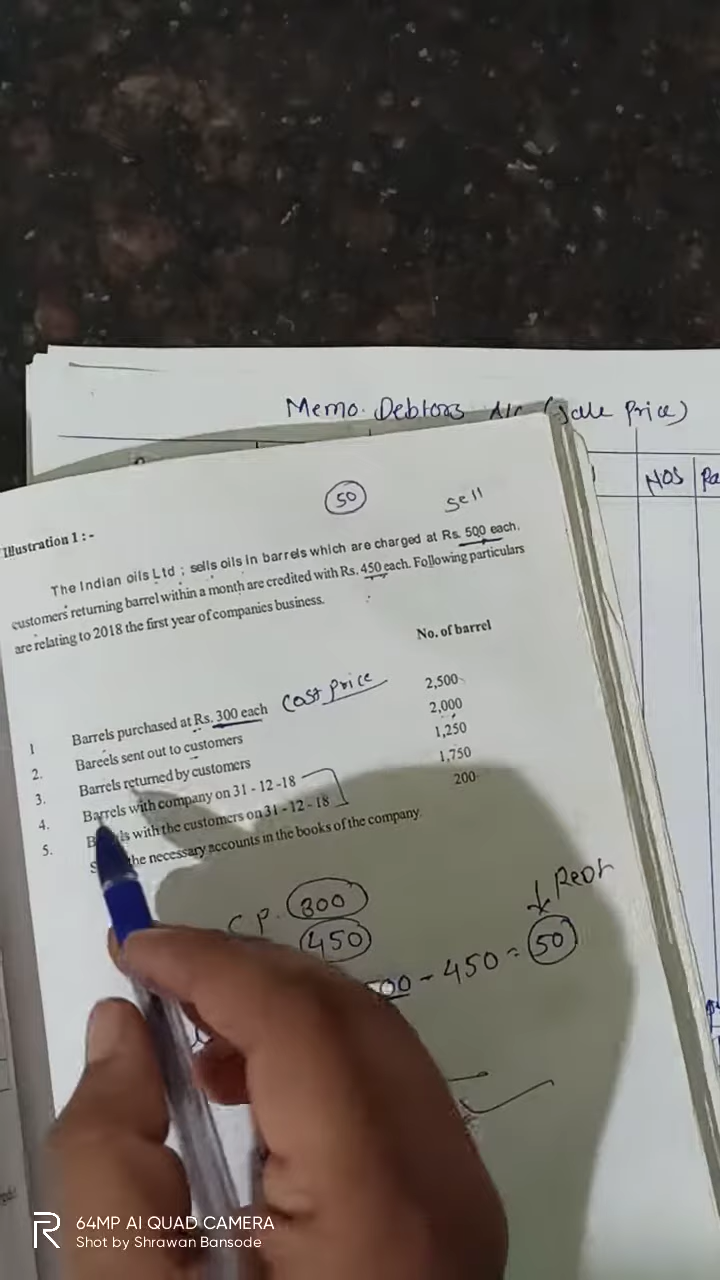 Memo. Debtors A/c (Sale Price)
NOS
50
sell
Illustration 1 :-
The Indian oils Ltd ; sells oils in barrels which are charged at Rs. 500 each.
customers returning barrel within a month are credited with Rs. 450 each. Following particulars
are relating to 2018 the first year of companies business.
No. of barrel
1 Barrels purchased at Rs. 300 each Cost Price 2,500
2. Bareels sent out to customers 2,000
3. Barrels returned by customers 1,250
4. Barrels with company on 31 - 12 -18 1,750
5. with the customers on 31 - 12 - 18 200
the necessary accounts in the books of the company
C.P. 300
450
- 450 = 50
64MP AI QUAD CAMERA
Shot by Shrawan Bansode